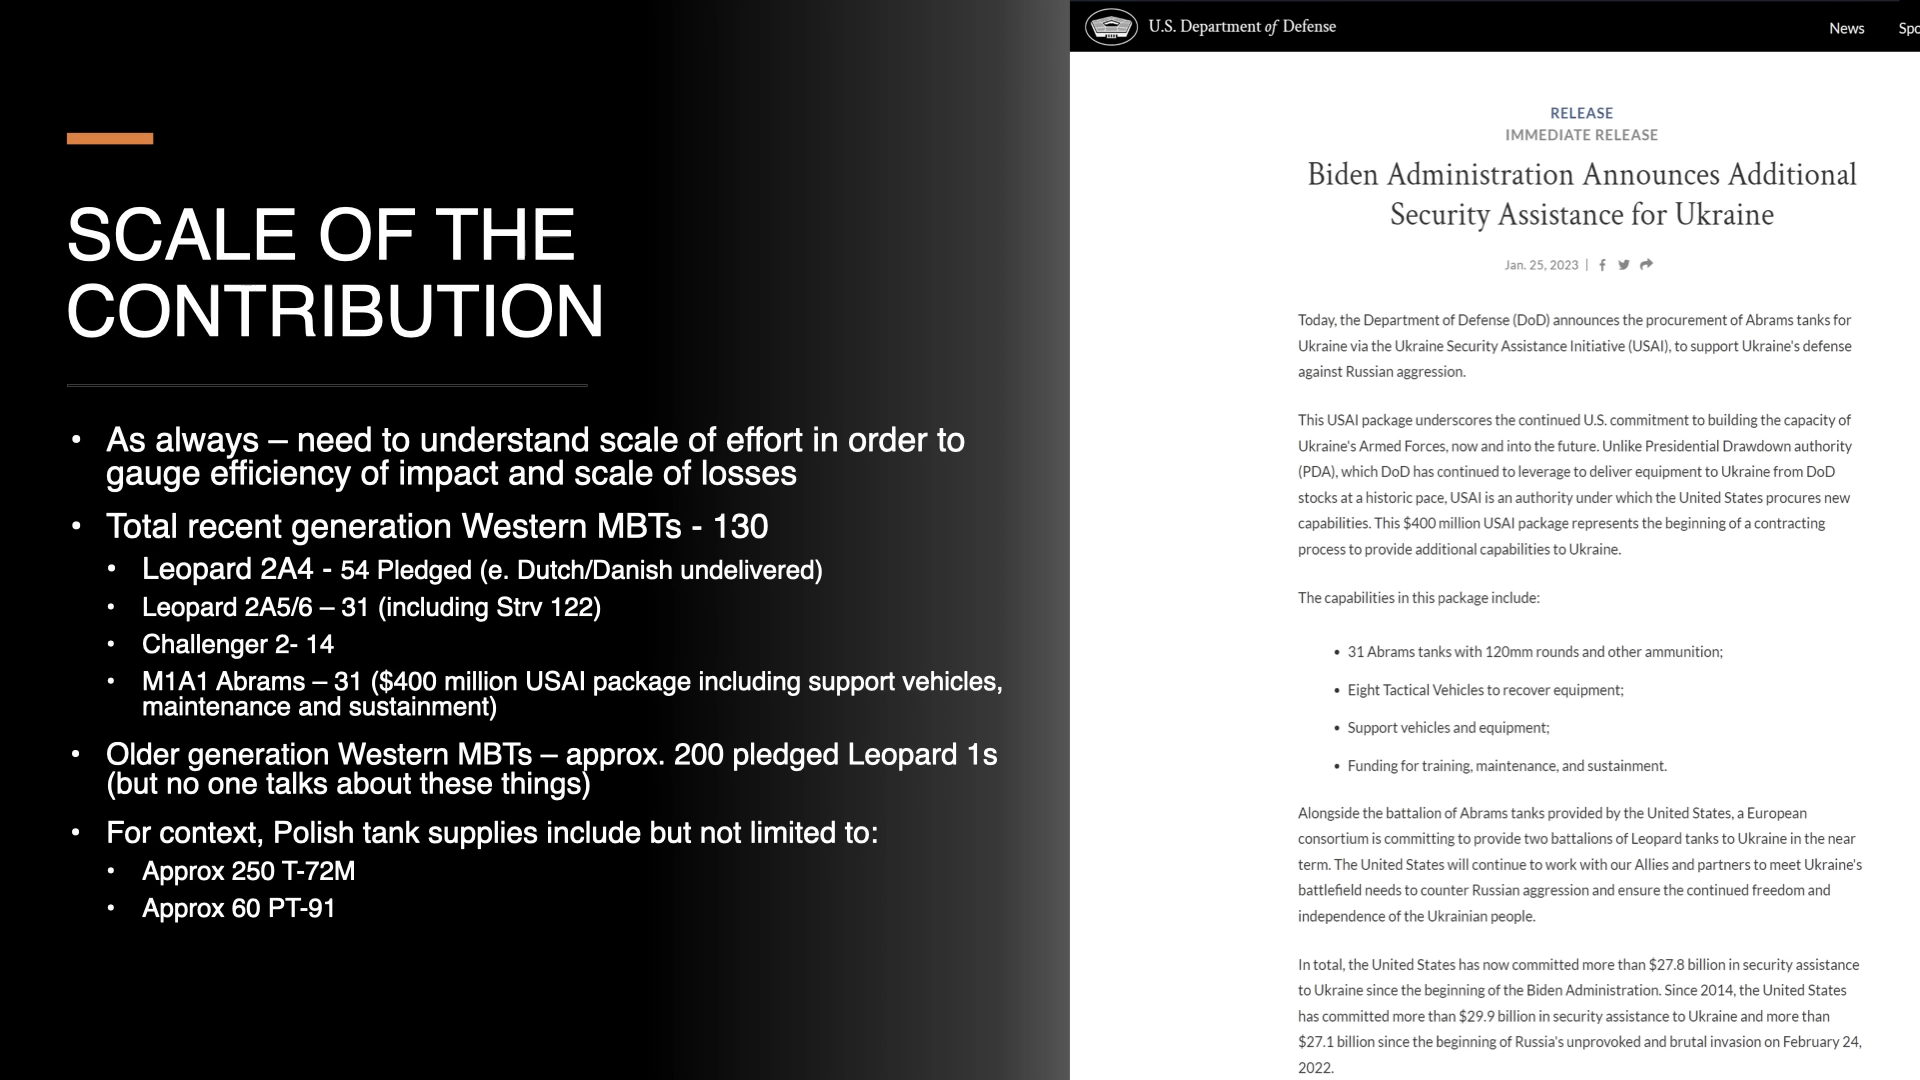 SCALE OF THE
CONTRIBUTION
• As always – need to understand scale of effort in order to
gauge efficiency of impact and scale of losses
• Total recent generation Western MBTs - 130
• Leopard 2A4 - 54 Pledged (e. Dutch/Danish undelivered)
• Leopard 2A5/6 – 31 (including Strv 122)
• Challenger 2- 14
• M1A1 Abrams – 31 ($400 million USAI package including support vehicles,
maintenance and sustainment)
• Older generation Western MBTs – approx. 200 pledged Leopard 1s
(but no one talks about these things)
• For context, Polish tank supplies include but not limited to:
• Approx 250 T-72M
• Approx 60 PT-91
U.S. Department of Defense
News
Spo
RELEASE
IMMEDIATE RELEASE
Biden Administration Announces Additional
Security Assistance for Ukraine
Jan. 25, 2023 |
Today, the Department of Defense (DoD) announces the procurement of Abrams tanks for
Ukraine via the Ukraine Security Assistance Initiative (USAI), to support Ukraine's defense
against Russian aggression.
This USAI package underscores the continued U.S. commitment to building the capacity of
Ukraine's Armed Forces, now and into the future. Unlike Presidential Drawdown authority
(PDA), which DoD has continued to leverage to deliver equipment to Ukraine from DoD
stocks at a historic pace, USAI is an authority under which the United States procures new
capabilities. This $400 million USAI package represents the beginning of a contracting
process to provide additional capabilities to Ukraine.
The capabilities in this package include:
• 31 Abrams tanks with 120mm rounds and other ammunition;
• Eight Tactical Vehicles to recover equipment;
• Support vehicles and equipment;
• Funding for training, maintenance, and sustainment.
Alongside the battalion of Abrams tanks provided by the United States, a European
consortium is committing to provide two battalions of Leopard tanks to Ukraine in the near
term. The United States will continue to work with our Allies and partners to meet Ukraine's
battlefield needs to counter Russian aggression and ensure the continued freedom and
independence of the Ukrainian people.
In total, the United States has now committed more than $27.8 billion in security assistance
to Ukraine since the beginning of the Biden Administration. Since 2014, the United States
has committed more than $29.9 billion in security assistance to Ukraine and more than
$27.1 billion since the beginning of Russia's unprovoked and brutal invasion on February 24,
2022.